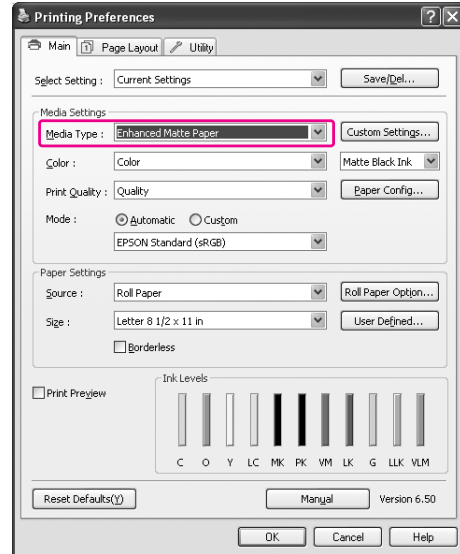 Printing Preferences
Main Page Layout Utility
Select Setting : Current Settings Save/Del...
Media Settings
Media Type : Enhanced Matte Paper Custom Settings...
Color : Color Matte Black Ink
Print Quality : Quality Paper Config...
Mode : Automatic Custom
EPSON Standard (sRGB)
Paper Settings
Source : Roll Paper Roll Paper Option...
Size : Letter 8 1/2 x 11 in User Defined...
Borderless
Print Preview Ink Levels
C O Y LC MK PK VM LK G LLK VLM
Reset Defaults(Y) Manual Version 6.50
OK Cancel Help